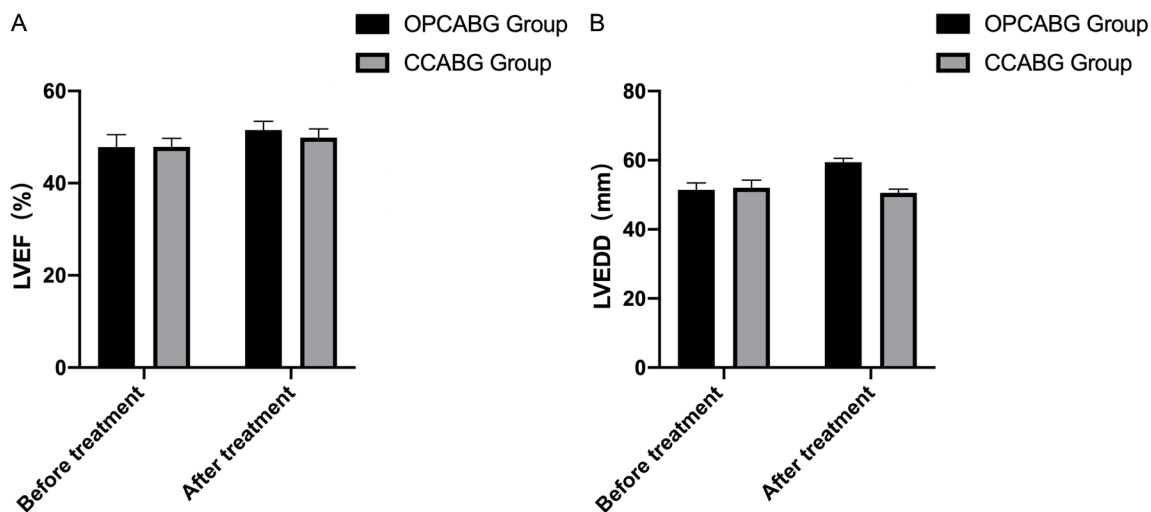 A
OPCABG Group
CCABG Group
60
40
20
0
LVEF (%)
Before treatment
After treatment
B
OPCABG Group
CCABG Group
80
60
40
20
0
LVEDD (mm)
Before treatment
After treatment